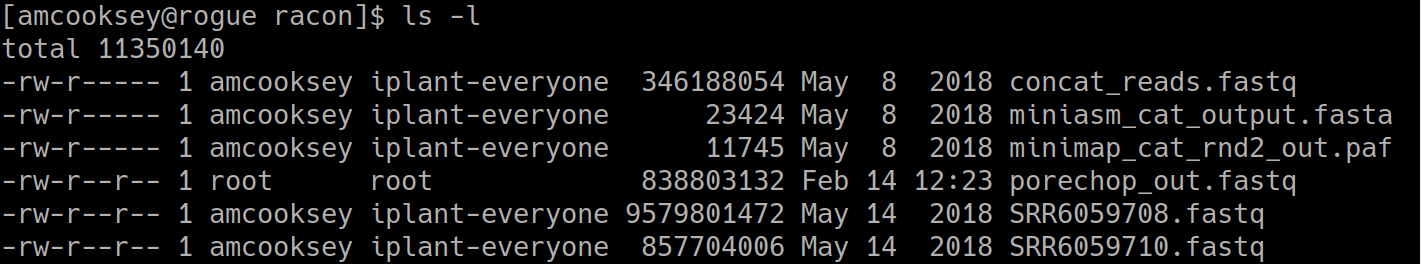 [amcooksey@rogue racon]$ ls -l
total 11350140
-rw-r----- 1 amcooksey iplant-everyone  346188054 May  8  2018 concat_reads.fastq
-rw-r----- 1 amcooksey iplant-everyone      23424 May  8  2018 miniasm_cat_output.fasta
-rw-r----- 1 amcooksey iplant-everyone      11745 May  8  2018 minimap_cat_rnd2_out.paf
-rw-r--r-- 1 root      root             838803132 Feb 14 12:23 porechop_out.fastq
-rw-r--r-- 1 amcooksey iplant-everyone 9579801472 May 14  2018 SRR6059708.fastq
-rw-r--r-- 1 amcooksey iplant-everyone  857704006 May 14  2018 SRR6059710.fastq